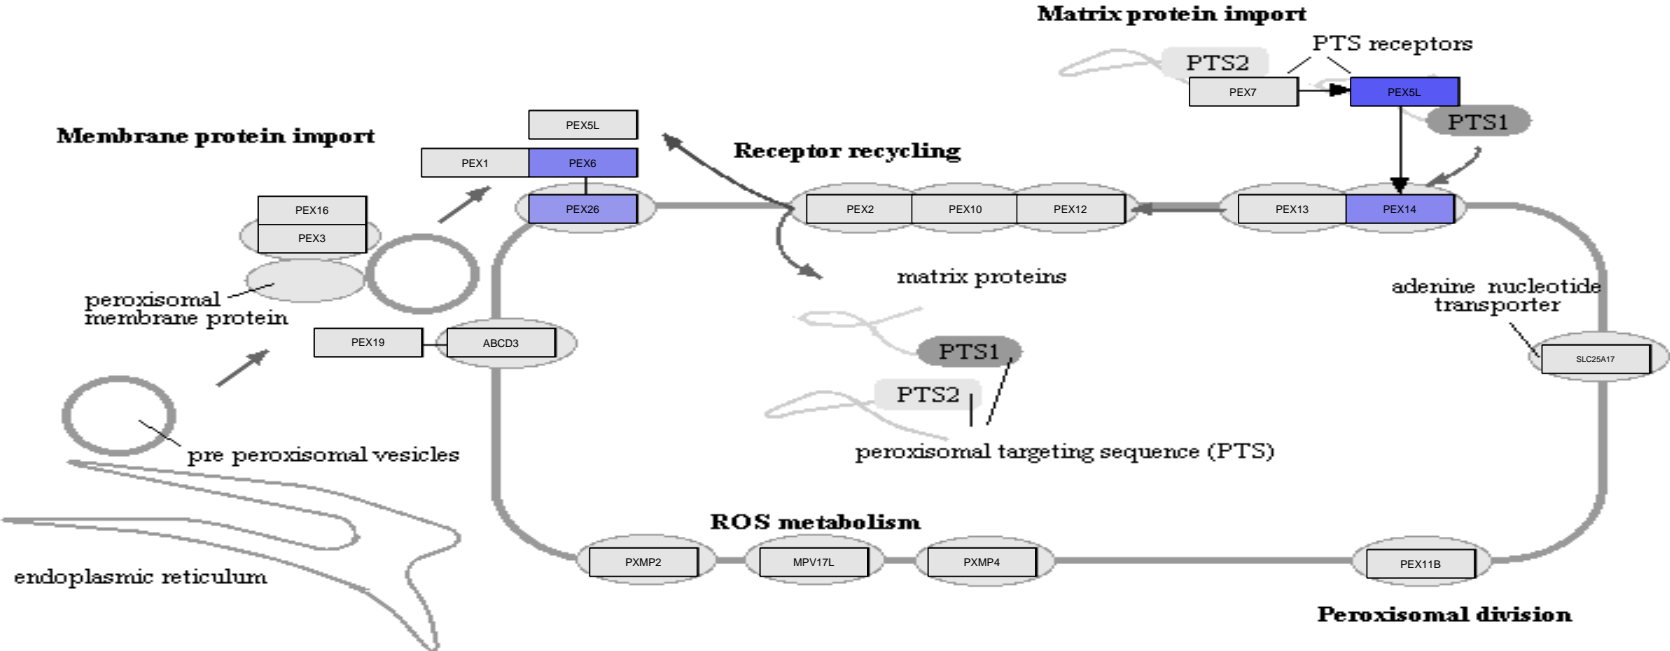 Matrix protein import
PTS receptors
PTS2
PEX7
PEX5L
PTS1
PEX5L
Membrane protein import
Receptor recycling
PEX1
PEX6
PEX16
PEX26
PEX2
PEX10
PEX12
PEX13
PEX14
PEX3
matrix proteins
adenine nucleotide
transporter
peroxisomal
membrane protein
PEX19
ABCD3
PTS1
SLC25A17
PTS2
pre peroxisomal vesicles
peroxisomal targeting sequence (PTS)
ROS metabolism
PXMP2
MPV17L
PXMP4
PEX11B
endoplasmic reticulum
Peroxisomal division